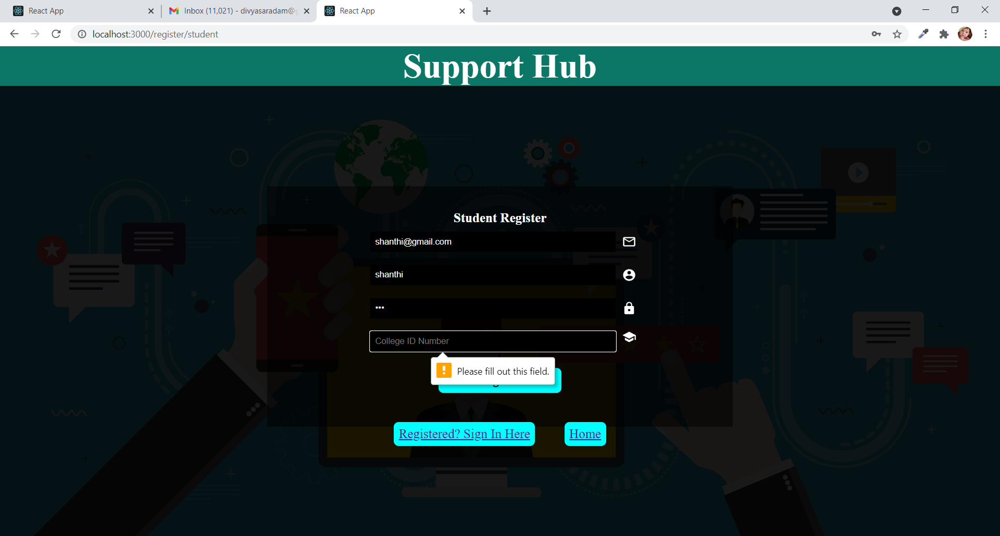 React App
Inbox (11,021) - divyasaradam@
React App
localhost:3000/register/student
Support Hub
Student Register
shanthi@gmail.com
shanthi
•••
College ID Number
Please fill out this field.
Registered? Sign In Here
Home